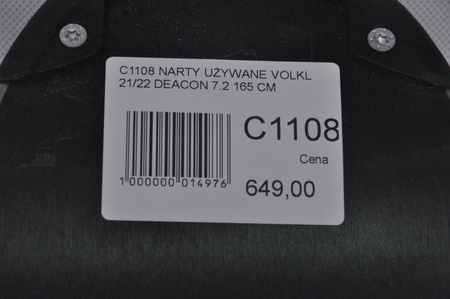 C1108 NARTY UŻYWANE VOLKL
21/22 DEACON 7.2 165 CM
C1108
Cena
649,00
1 000000 014976